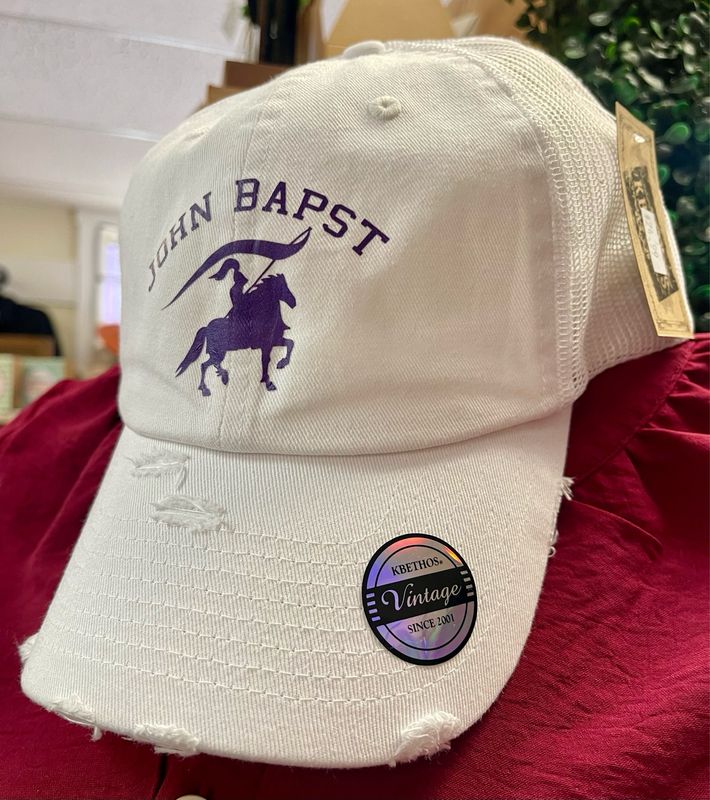 JOHN BAPST
KBETHOS®
Vintage
SINCE 2001